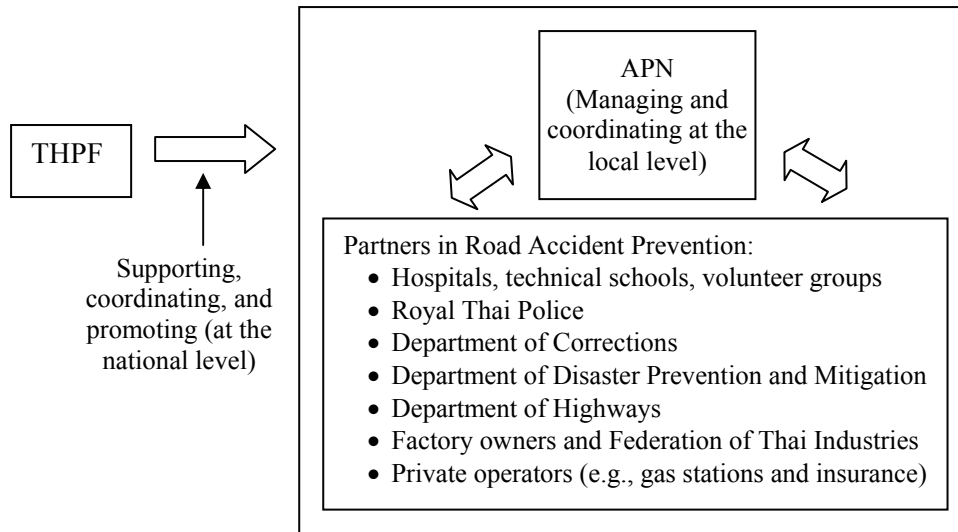 THPF
Supporting,
coordinating, and
promoting (at the
national level)
APN
(Managing and
coordinating at the
local level)
Partners in Road Accident Prevention:
• Hospitals, technical schools, volunteer groups
• Royal Thai Police
• Department of Corrections
• Department of Disaster Prevention and Mitigation
• Department of Highways
• Factory owners and Federation of Thai Industries
• Private operators (e.g., gas stations and insurance)